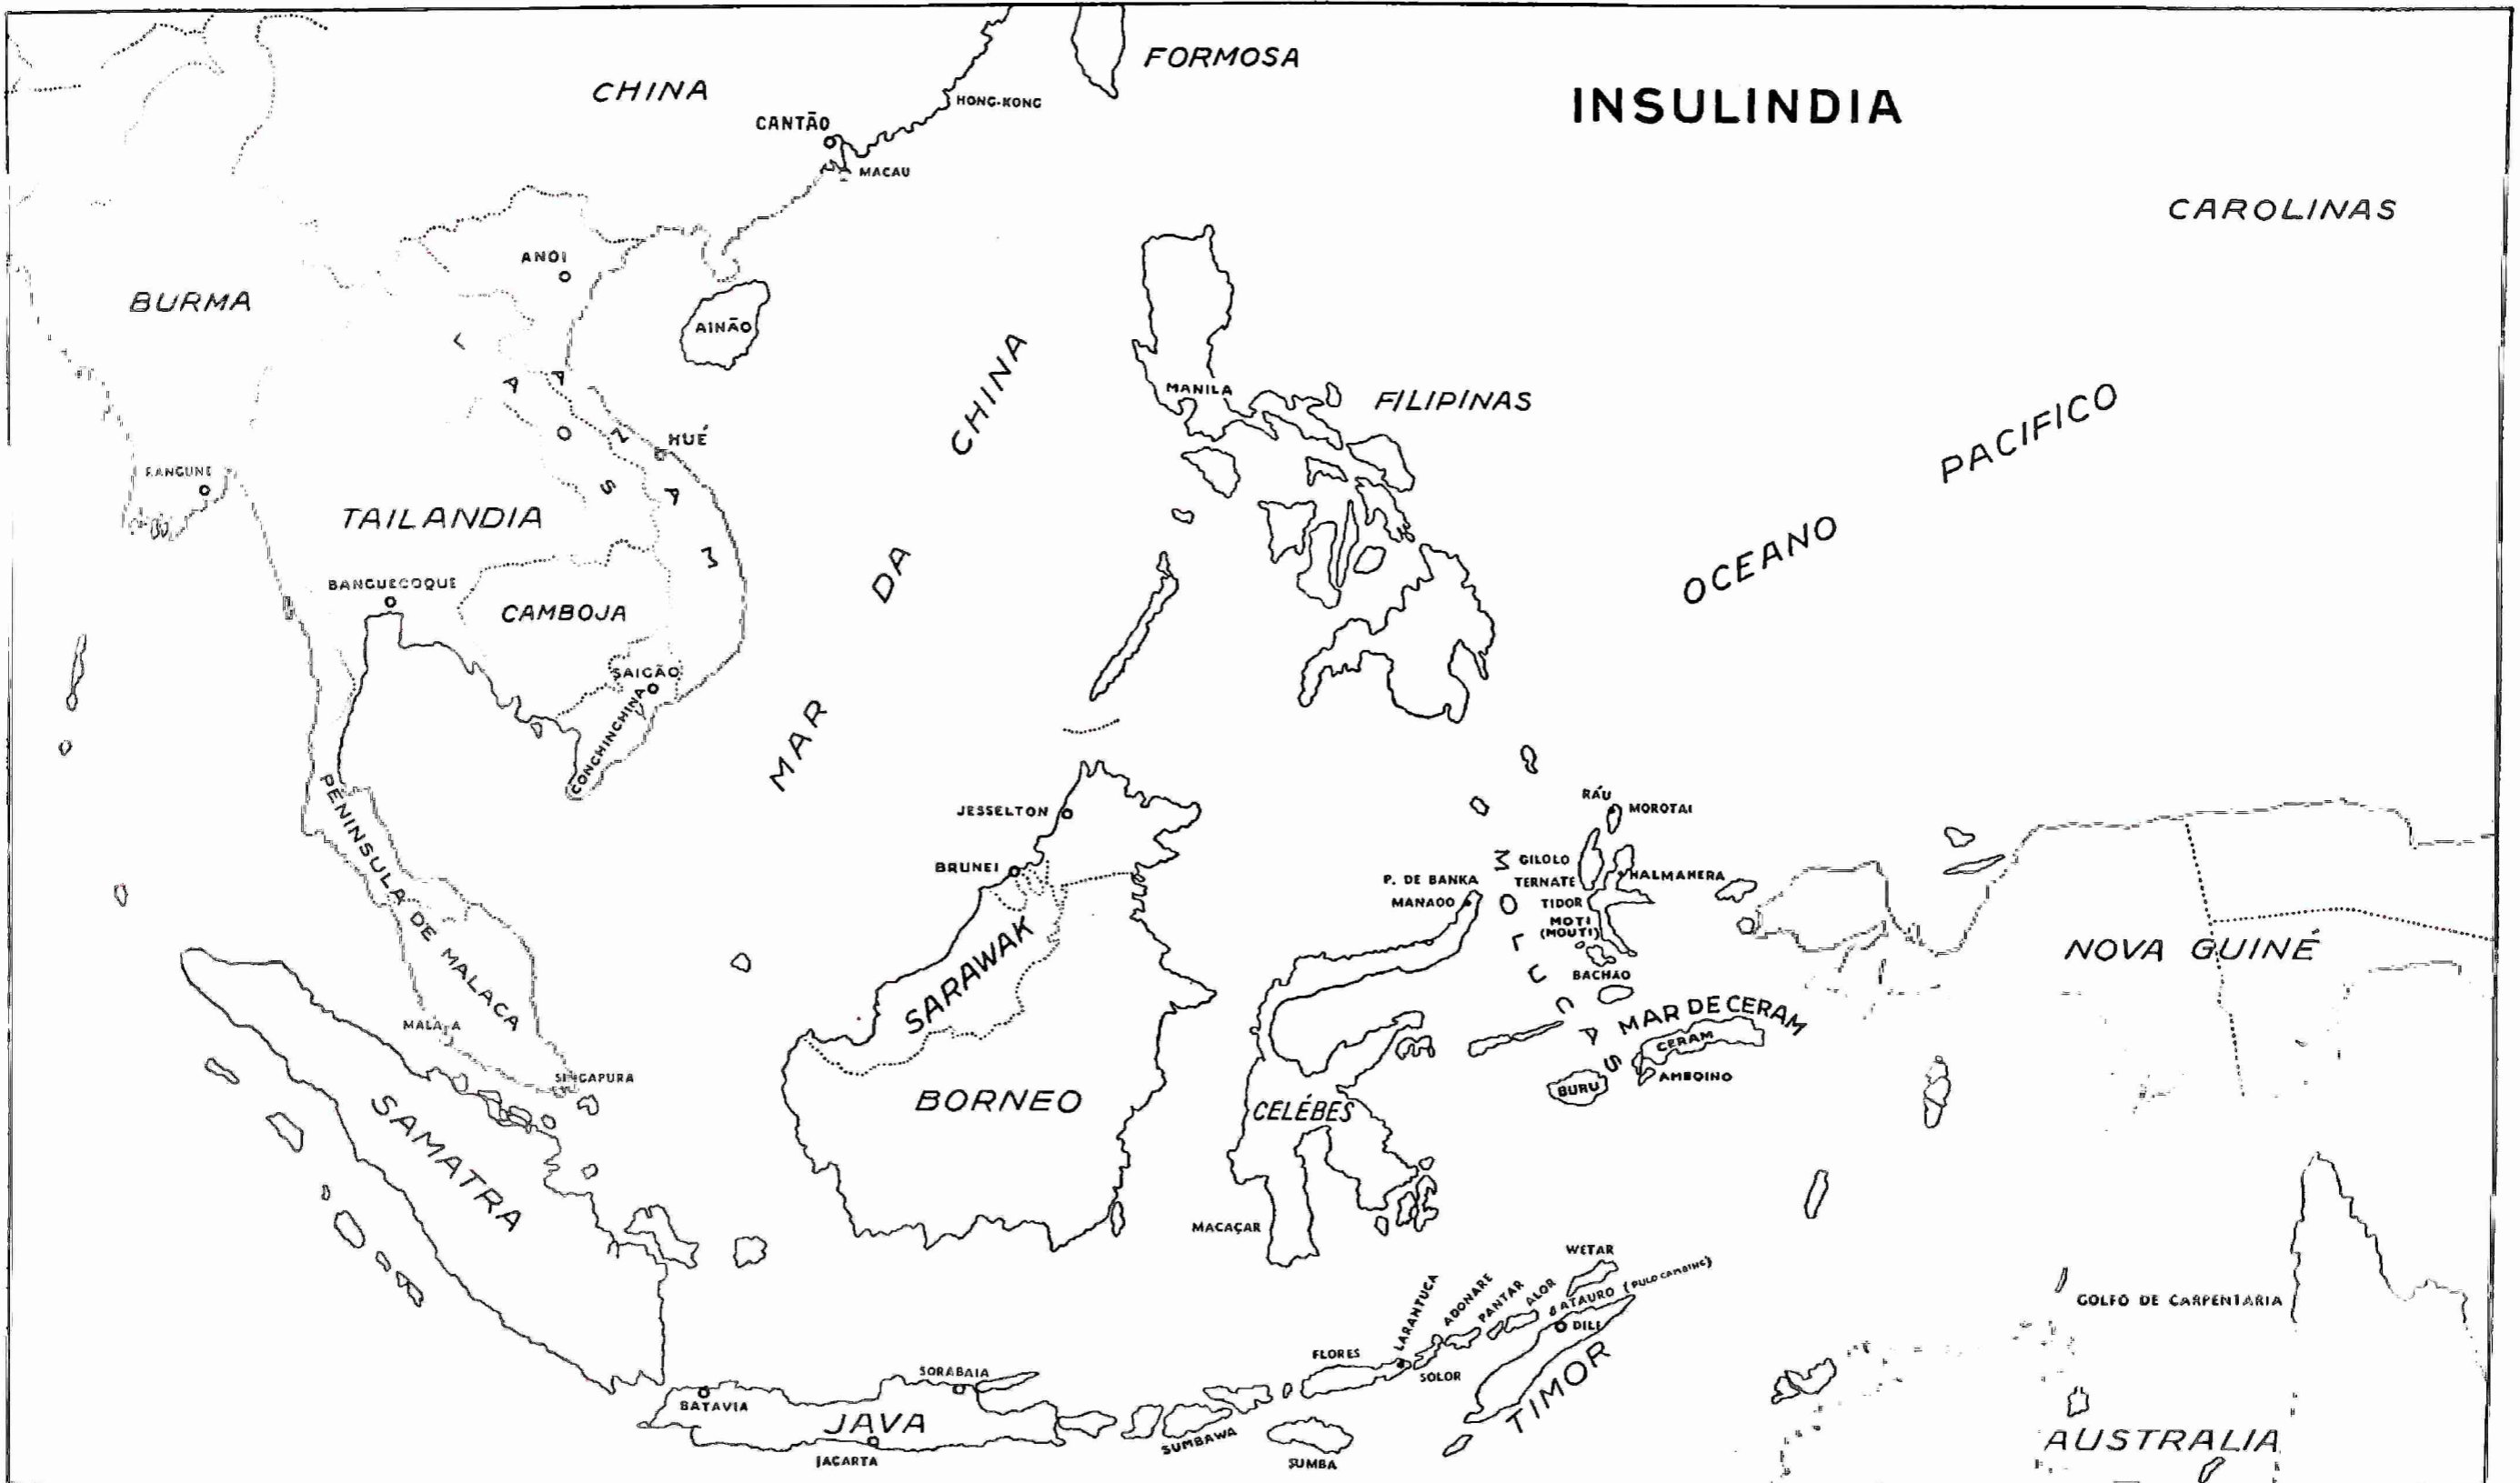 INSULINDIA
FORMOSA
CHINA
HONG-KONG
CANTÃO
MACAU
CAROLINAS
ANOI
BURMA
AINÃO
LAOS
ANAM
HUÉ
MANILA
FILIPINAS
MAR DA CHINA
OCEANO PACIFICO
RANGUNE
TAILANDIA
BANGUECOQUE
CAMBOJA
SAIGÃO
CONCHINCHINA
PENINSULA DE MALACA
JESSELTON
BRUNEI
SARAWAK
BORNEO
RÁU
MOROTAI
MOLUCAS
GILOLO
P. DE BANKA
TERNATE
HALMAHERA
MANADO
TIDOR
MOTI
(MOUTI)
BACHÃO
NOVA GUINÉ
MAR DE CERAM
CERAM
AMBOINO
BURU
CELÉBES
MACAÇAR
SINGAPURA
SAMATRA
WETAR
ATAURO (PULO CAMBING)
LARANTUCA
ADONARE
PANTAR
ALOR
DILI
FLORES
SOLOR
TIMOR
GOLFO DE CARPENTARIA
SORABAIA
BATAVIA
JAVA
JACARTA
SUMBAWA
SUMBA
AUSTRALIA